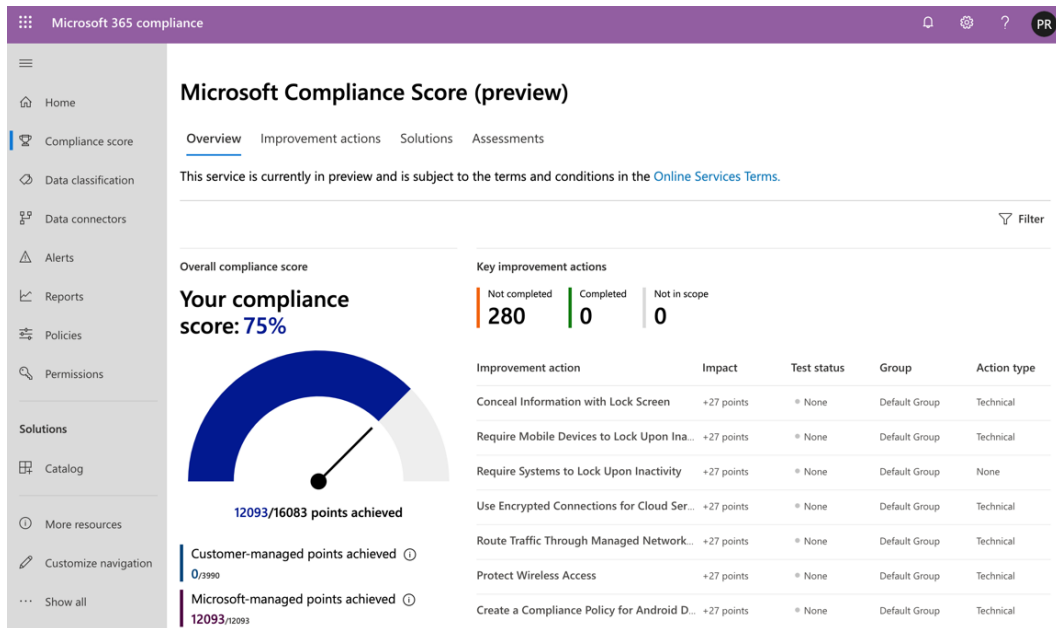 Microsoft 365 compliance
?
PR
Home
Compliance score
Data classification
Data connectors
Alerts
Reports
Policies
Permissions
Solutions
Catalog
More resources
Customize navigation
Show all
Microsoft Compliance Score (preview)
Overview Improvement actions Solutions Assessments
This service is currently in preview and is subject to the terms and conditions in the Online Services Terms.
Filter
Overall compliance score
Your compliance
score: 75%
12093/16083 points achieved
Customer-managed points achieved
0/3990
Microsoft-managed points achieved
12093/12093
Key improvement actions
Not completed Completed Not in scope
280 0 0
Improvement action Impact Test status Group Action type
Conceal Information with Lock Screen +27 points None Default Group Technical
Require Mobile Devices to Lock Upon Ina... +27 points None Default Group Technical
Require Systems to Lock Upon Inactivity +27 points None Default Group None
Use Encrypted Connections for Cloud Ser... +27 points None Default Group Technical
Route Traffic Through Managed Network... +27 points None Default Group Technical
Protect Wireless Access +27 points None Default Group Technical
Create a Compliance Policy for Android D... +27 points None Default Group Technical